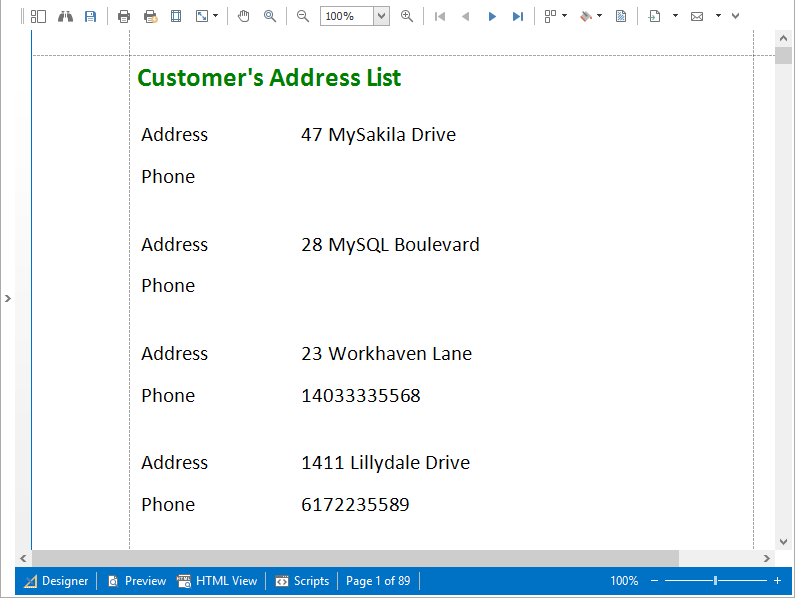 100%
Customer's Address List
Address 47 MySakila Drive
Phone
Address 28 MySQL Boulevard
Phone
Address 23 Workhaven Lane
Phone 14033335568
Address 1411 Lillydale Drive
Phone 6172235589
Designer Preview HTML View Scripts Page 1 of 89 100%